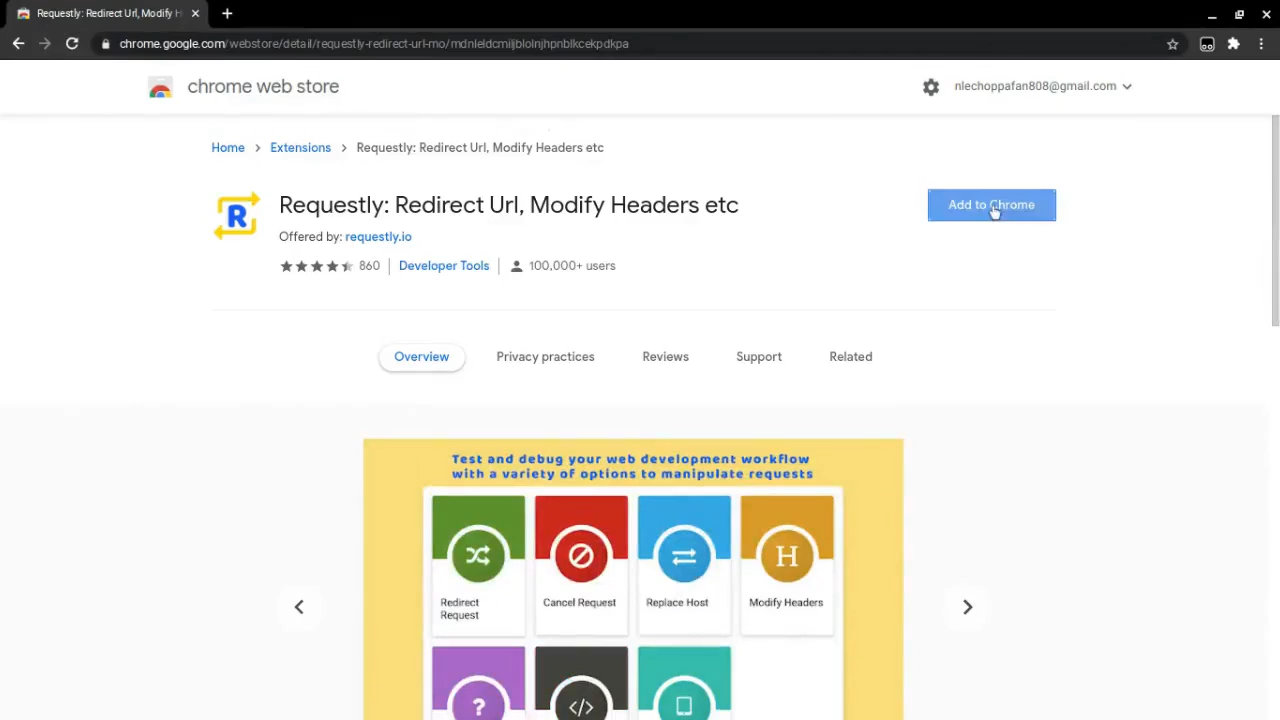 Requestly: Redirect Url, Modify H
chrome.google.com/webstore/detail/requestly-redirect-url-mo/mdnleldcmiljblolnjhpnblkcekpdkpa
chrome web store
nlechoppafan808@gmail.com
Home
Extensions
Requestly: Redirect Url, Modify Headers etc
R
Requestly: Redirect Url, Modify Headers etc
Add to Chrome
Offered by: requestly.io
860
Developer Tools
100,000+ users
Overview
Privacy practices
Reviews
Support
Related
Test and debug your web development workflow
with a variety of options to manipulate requests
H
Redirect
Request
Cancel Request
Replace Host
Modify Headers
?
</>